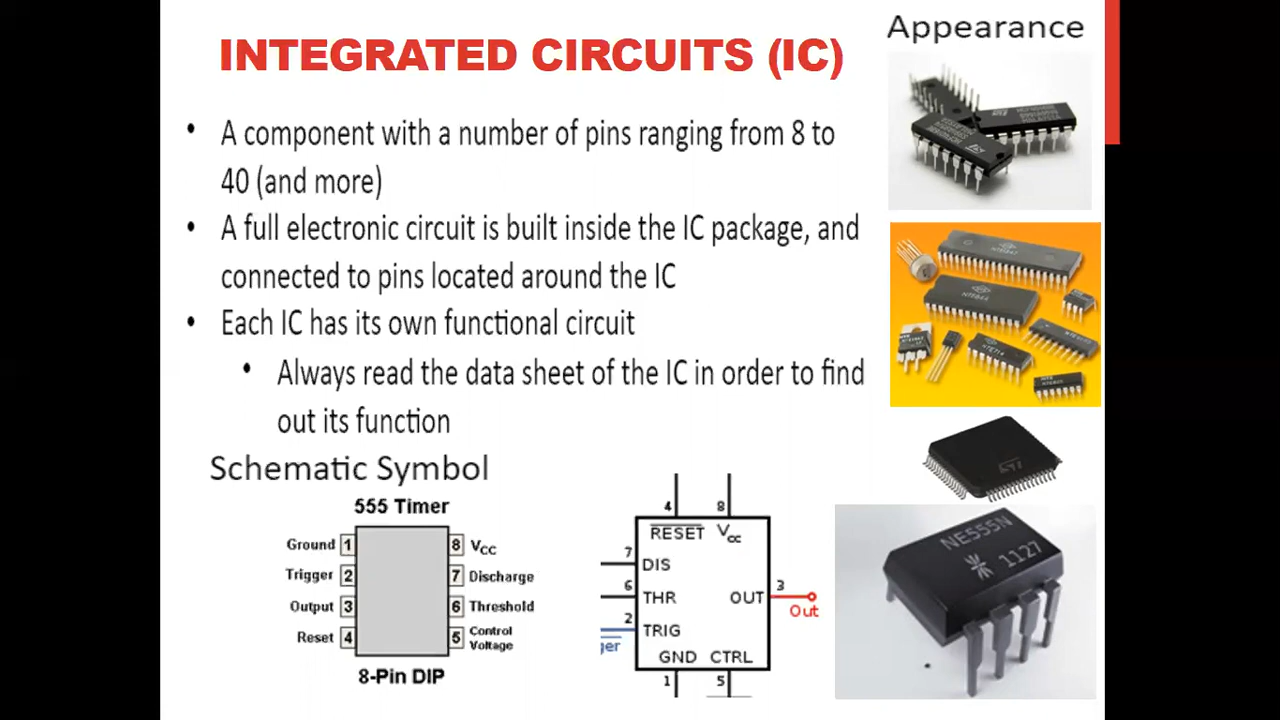 INTEGRATED CIRCUITS (IC)
Appearance
• A component with a number of pins ranging from 8 to
40 (and more)
• A full electronic circuit is built inside the IC package, and
connected to pins located around the IC
• Each IC has its own functional circuit
• Always read the data sheet of the IC in order to find
out its function
Schematic Symbol
555 Timer
Ground 1
Trigger 2
Output 3
Reset 4
8 Vcc
7 Discharge
6 Threshold
5 Control
Voltage
8-Pin DIP
4 8
RESET Vcc
7 DIS
6 THR
2 TRIG
OUT 3
Out
ger
GND CTRL
1 5
NE555N
1127